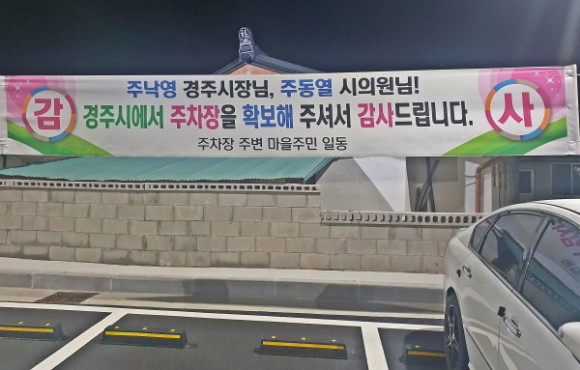 주낙영 경주시장님, 주동열 시의원님!
감 경주시에서 주차장을 확보해 주셔서 감사드립니다. 사
주차장 주변 마을주민 일동